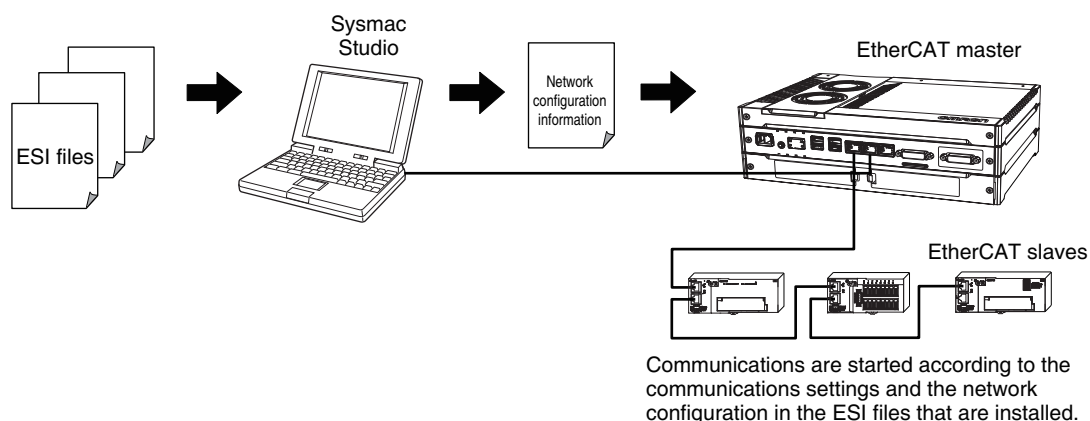 Sysmac
Studio
EtherCAT master
Network
configuration
information
ESI files
OMRON
EtherCAT slaves
Communications are started according to the
communications settings and the network
configuration in the ESI files that are installed.